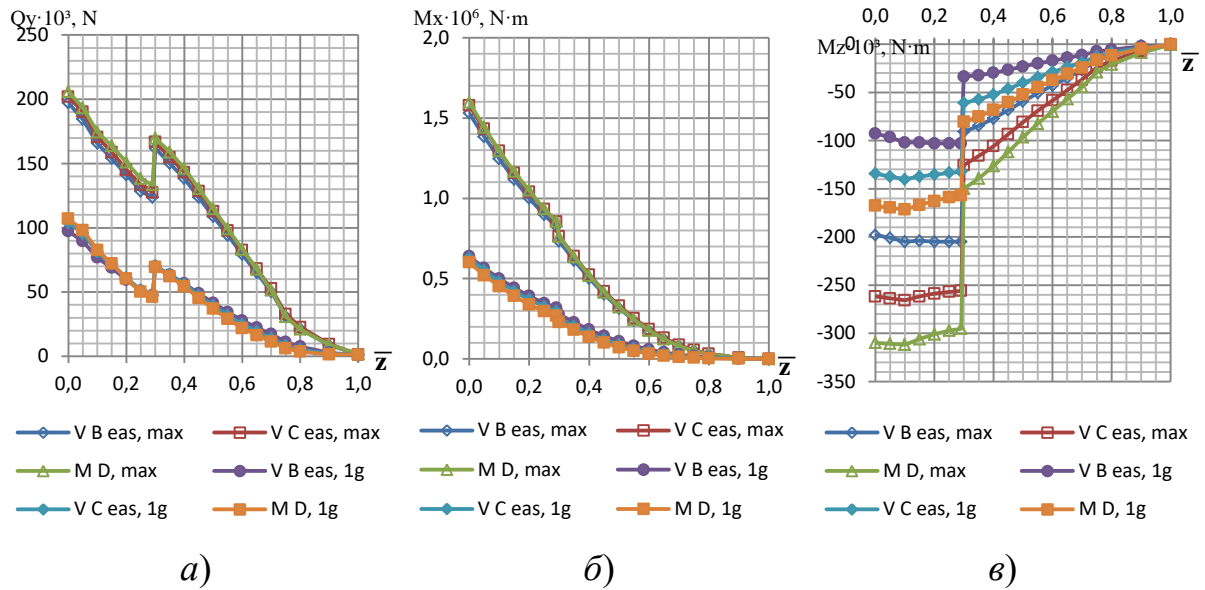 Qy·10³, N
250
200
150
100
50
0
0,0 0,2 0,4 0,6 0,8 1,0
z
V B eas, max
V C eas, max
M D, max
V B eas, 1g
V C eas, 1g
M D, 1g
а)
Mx·10⁶, N·m
2,0
1,5
1,0
0,5
0,0
0,0 0,2 0,4 0,6 0,8 1,0
z
V B eas, max
V C eas, max
M D, max
V B eas, 1g
V C eas, 1g
M D, 1g
б)
0,0 0,2 0,4 0,6 0,8 1,0
Mz·10³, N·m
z
0
-50
-100
-150
-200
-250
-300
-350
V B eas, max
V C eas, max
M D, max
V B eas, 1g
V C eas, 1g
M D, 1g
в)